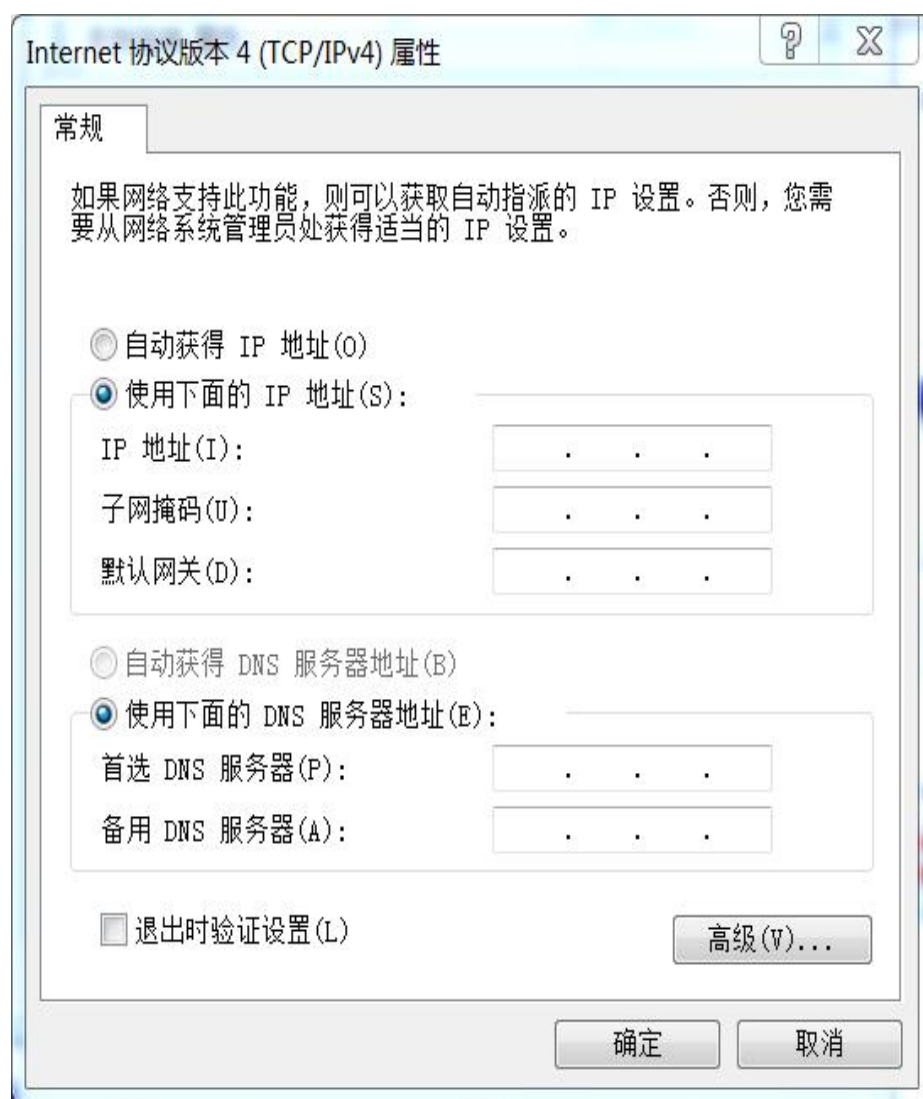 Internet 协议版本 4 (TCP/IPv4) 属性
常规
如果网络支持此功能，则可以获取自动指派的 IP 设置。否则，您需
要从网络系统管理员处获得适当的 IP 设置。
自动获得 IP 地址(O)
使用下面的 IP 地址(S):
IP 地址(I):
子网掩码(U):
默认网关(D):
自动获得 DNS 服务器地址(B)
使用下面的 DNS 服务器地址(E):
首选 DNS 服务器(P):
备用 DNS 服务器(A):
退出时验证设置(L)
高级(V)...
确定
取消